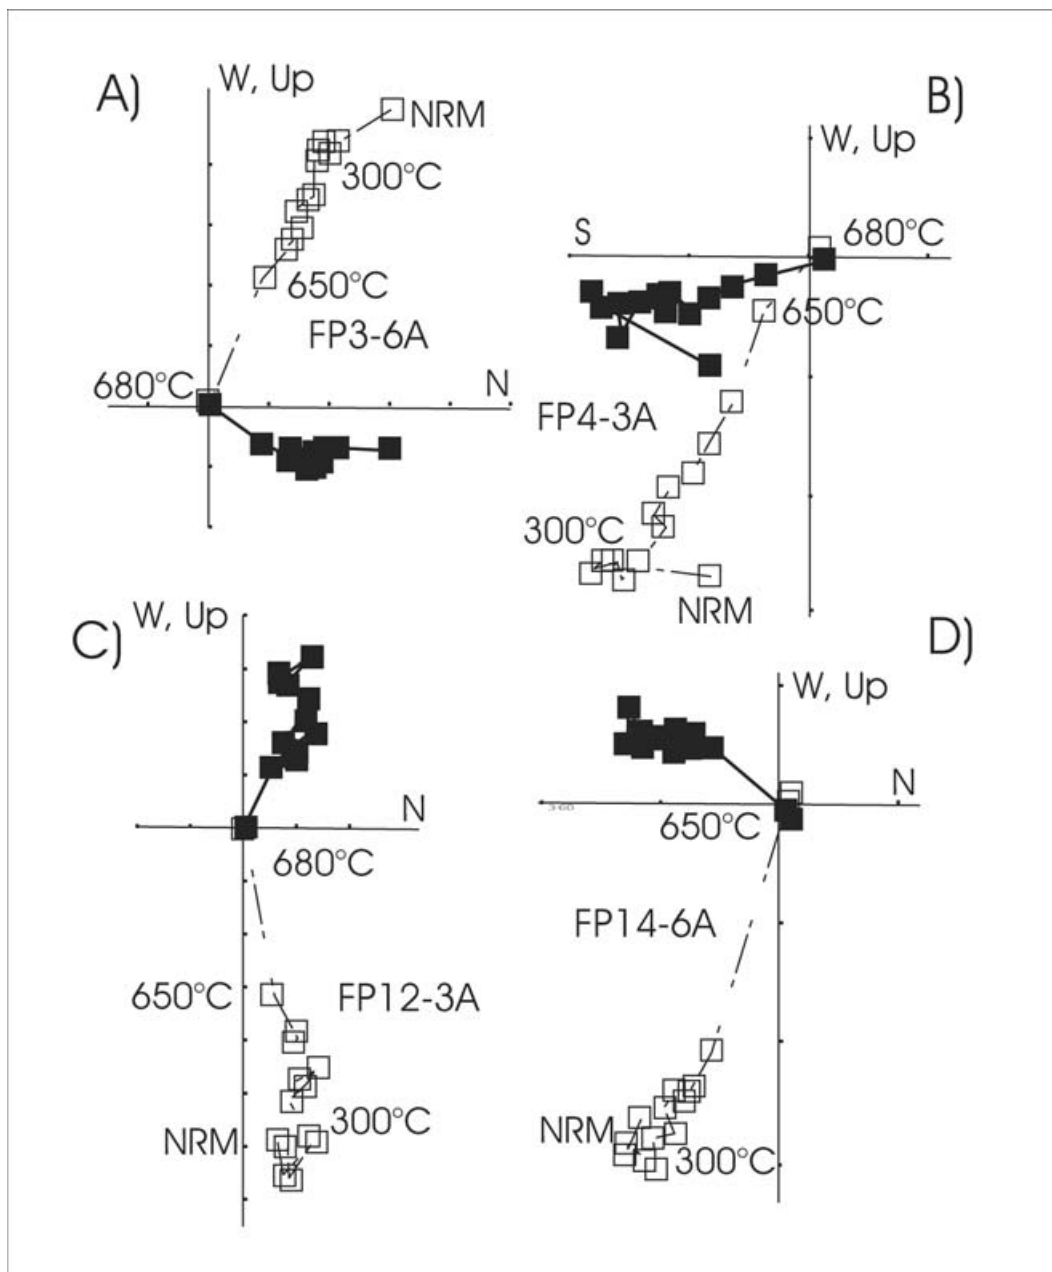 A)
W, Up
NRM
300°C
650°C
FP3-6A
680°C
N
B)
W, Up
S
680°C
650°C
FP4-3A
300°C
NRM
C)
W, Up
N
680°C
650°C
FP12-3A
300°C
NRM
D)
W, Up
N
650°C
FP14-6A
NRM
300°C